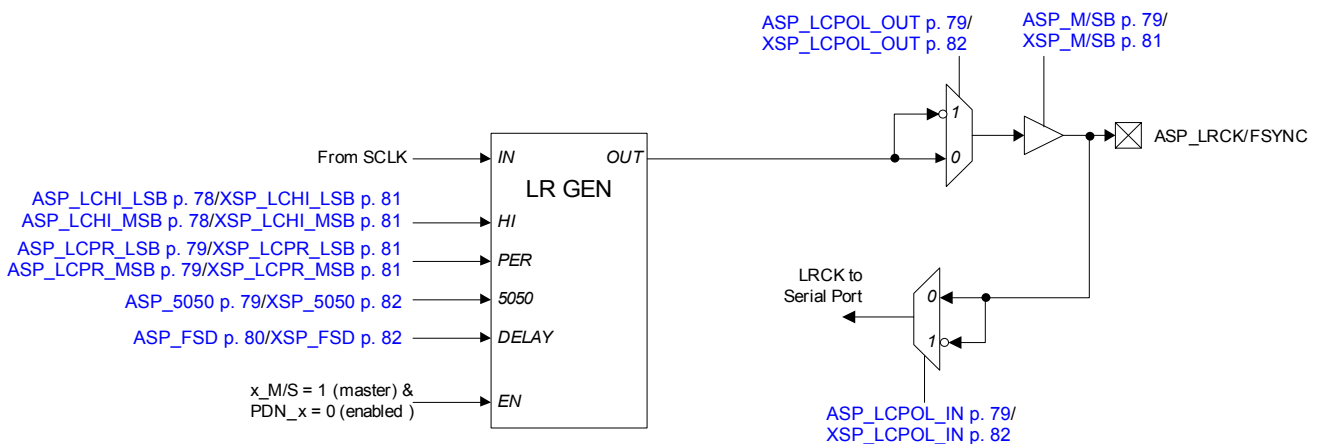 ASP_LCPOL_OUT p. 79/
XSP_LCPOL_OUT p. 82
ASP_M/SB p. 79/
XSP_M/SB p. 81
1
0
ASP_LRCK/FSYNC
From SCLK
IN
OUT
LR GEN
ASP_LCHI_LSB p. 78/XSP_LCHI_LSB p. 81
ASP_LCHI_MSB p. 78/XSP_LCHI_MSB p. 81
HI
ASP_LCPR_LSB p. 79/XSP_LCPR_LSB p. 81
ASP_LCPR_MSB p. 79/XSP_LCPR_MSB p. 81
PER
ASP_5050 p. 79/XSP_5050 p. 82
5050
ASP_FSD p. 80/XSP_FSD p. 82
DELAY
x_M/S = 1 (master) &
PDN_x = 0 (enabled )
EN
LRCK to
Serial Port
0
1
ASP_LCPOL_IN p. 79/
XSP_LCPOL_IN p. 82